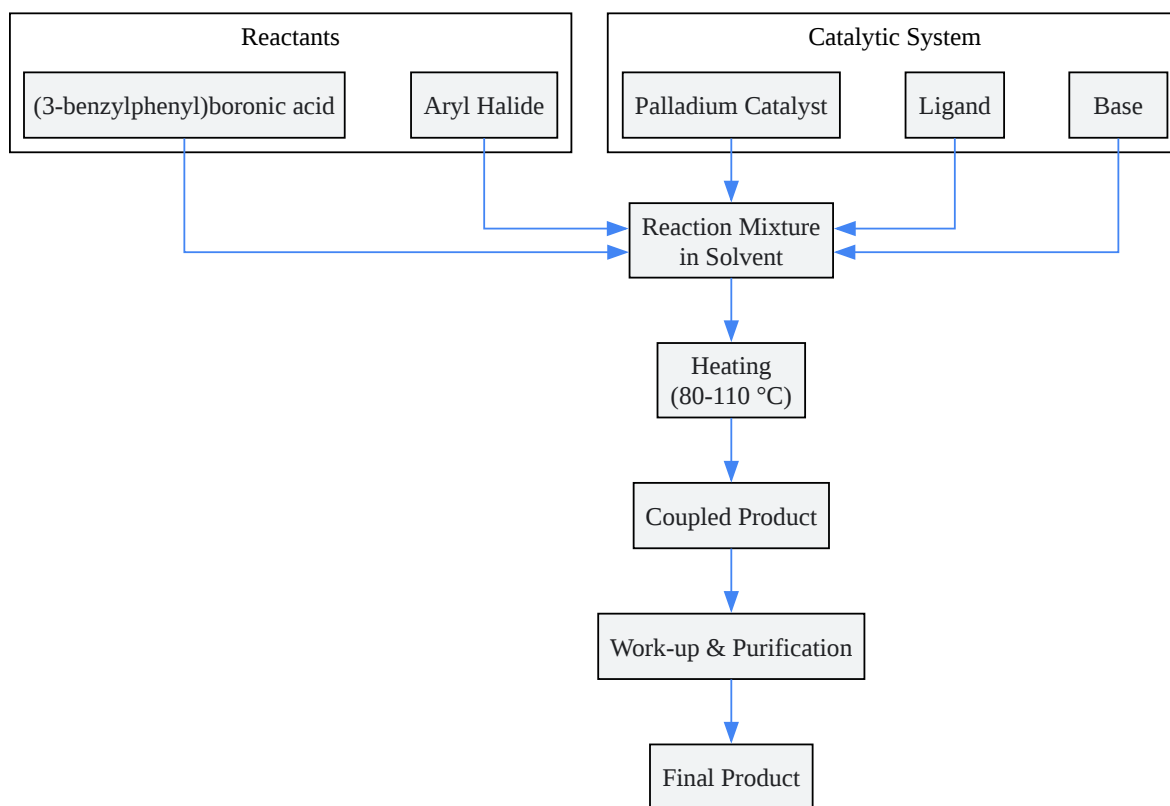 Reactants
Catalytic System
(3-benzylphenyl)boronic acid
Aryl Halide
Palladium Catalyst
Ligand
Base
Reaction Mixture
in Solvent
Heating
(80-110 °C)
Coupled Product
Work-up & Purification
Final Product